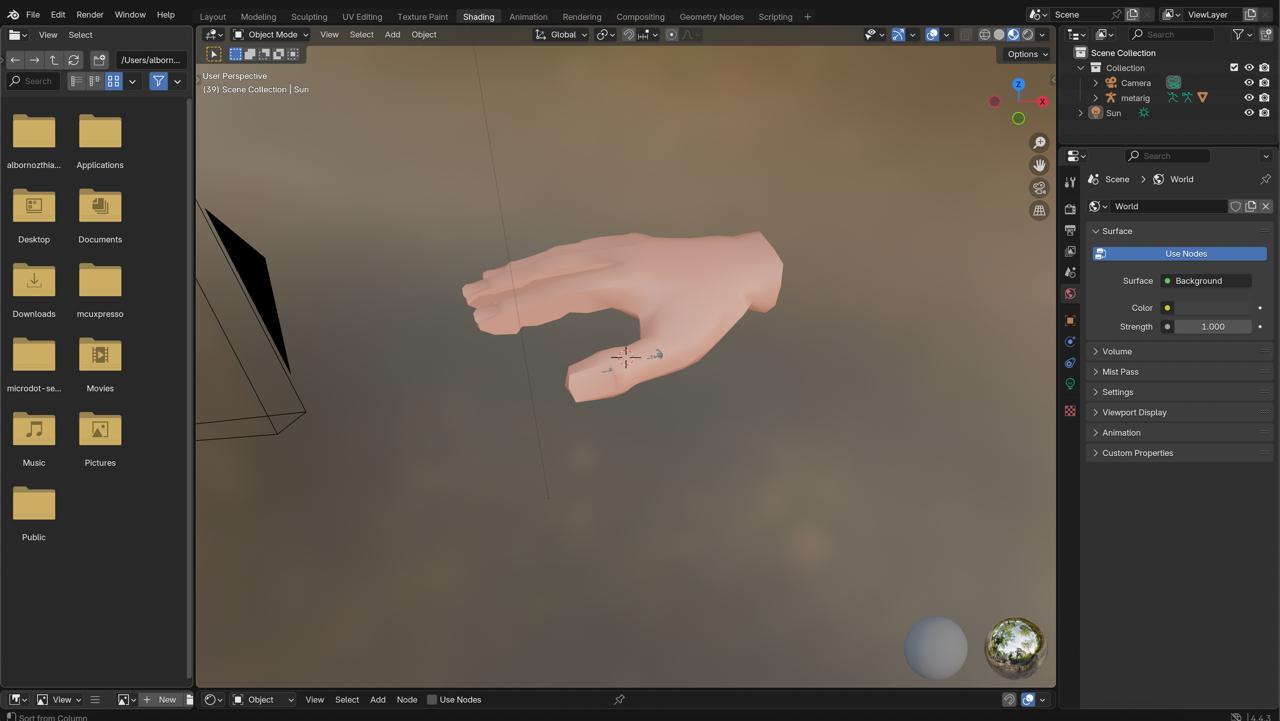 File Edit Render Window Help
Layout Modeling Sculpting UV Editing Texture Paint Shading Animation Rendering Compositing Geometry Nodes Scripting +
Scene
ViewLayer
View Select
Object Mode View Select Add Object
Global
Search
/Users/alborn...
Options
Search
User Perspective
(39) Scene Collection | Sun
Z
X
Scene Collection
Collection
Camera
metarig
Sun
albornozthia...
Applications
Desktop
Documents
Downloads
mcuxpresso
microdot-se...
Movies
Music
Pictures
Public
Search
Scene > World
World
Surface
Use Nodes
Surface Background
Color
Strength 1.000
Volume
Mist Pass
Settings
Viewport Display
Animation
Custom Properties
View
+ New
Object View Select Add Node Use Nodes
Sort from Column
4.4.3